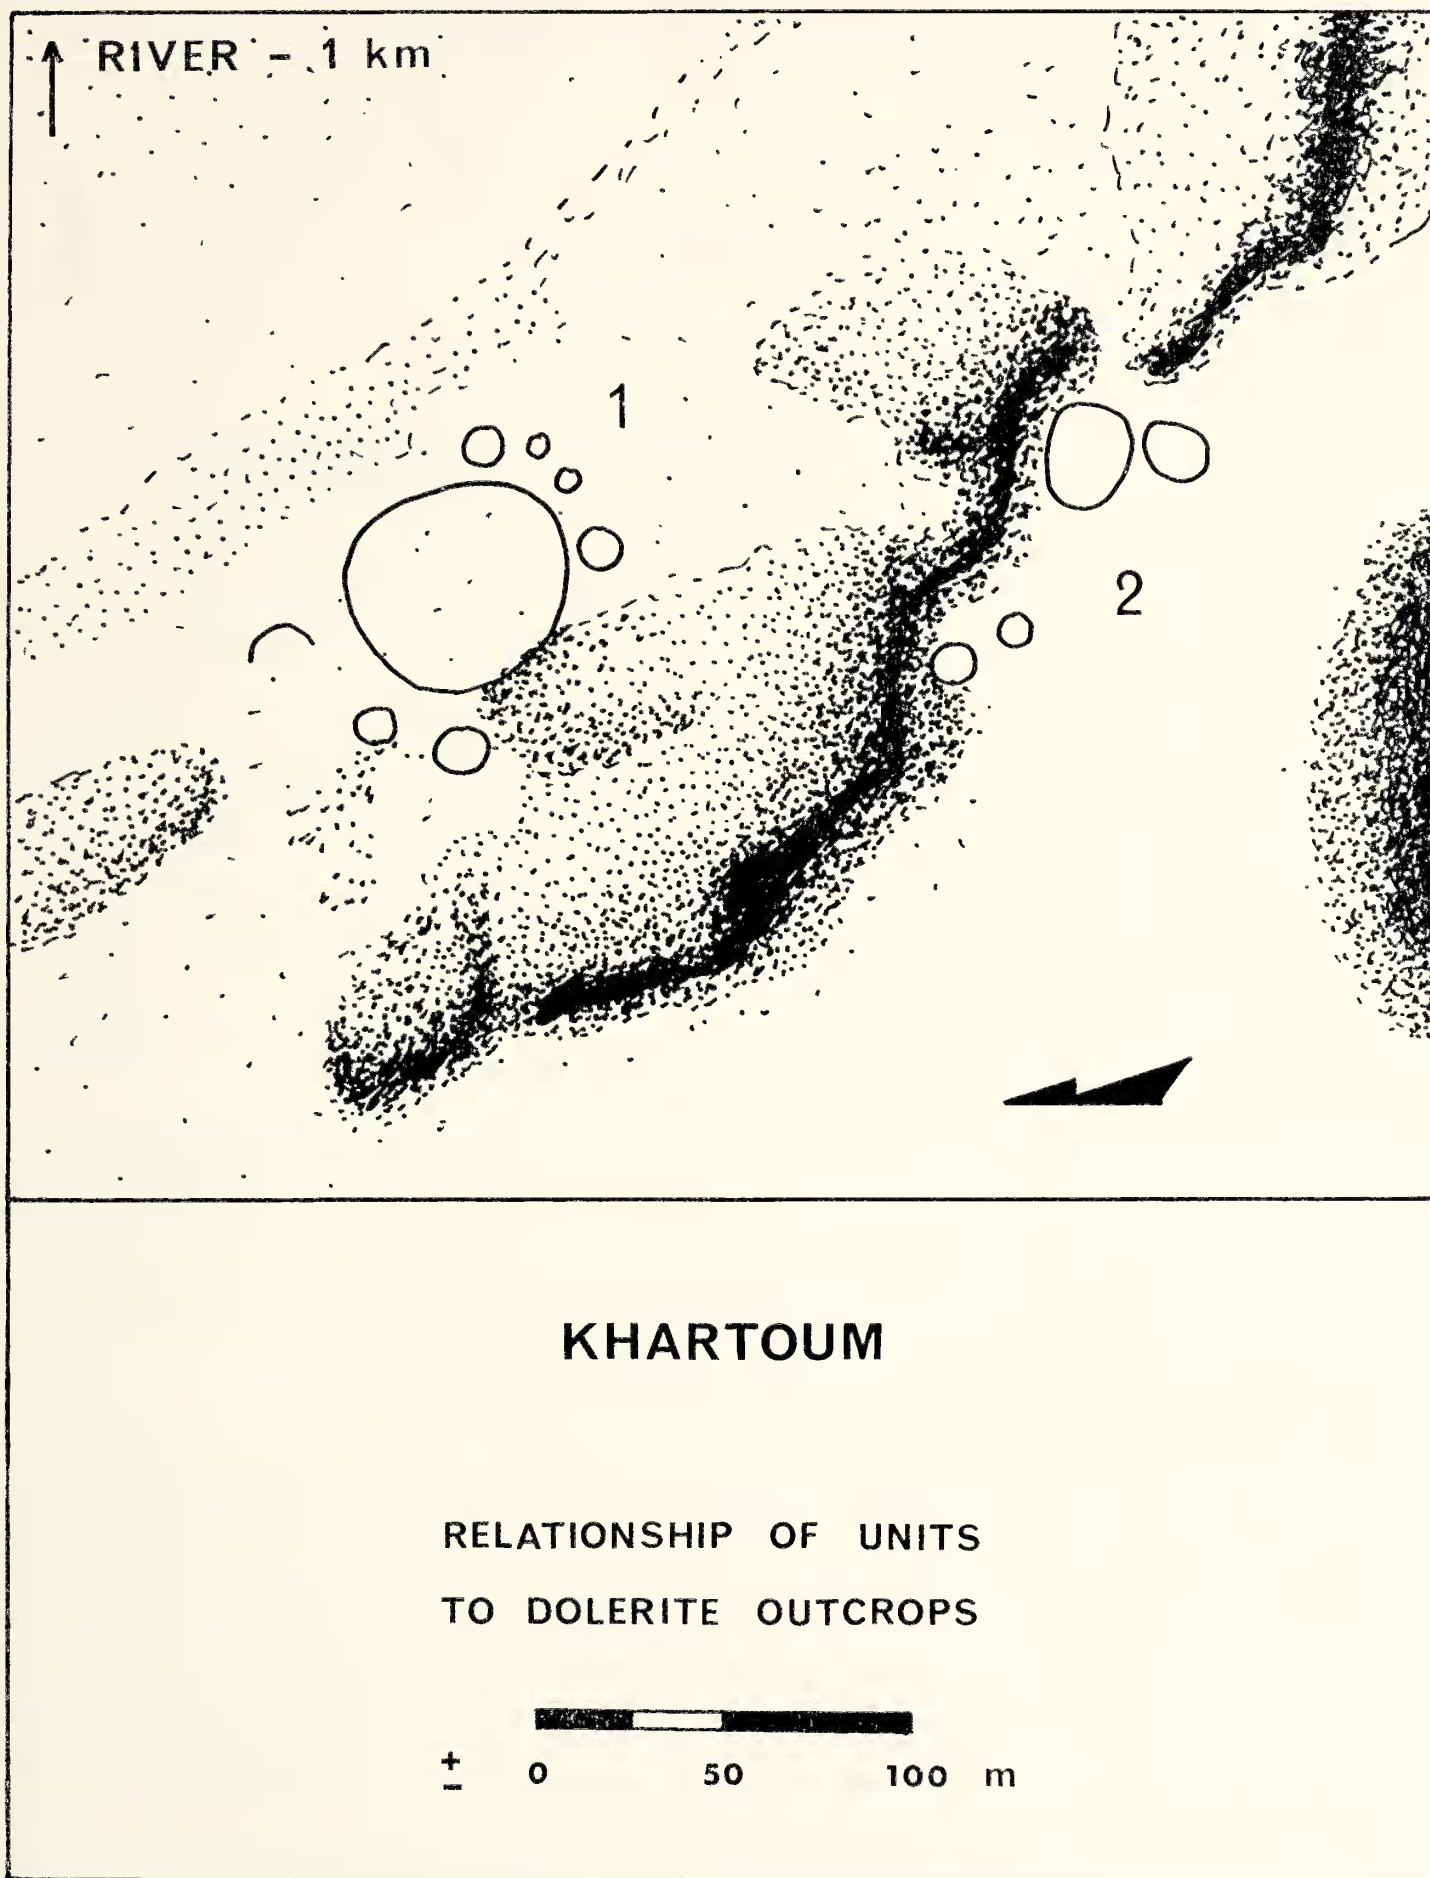 RIVER - 1 km
1
2
KHARTOUM
RELATIONSHIP OF UNITS
TO DOLERITE OUTCROPS
± 0 50 100 m